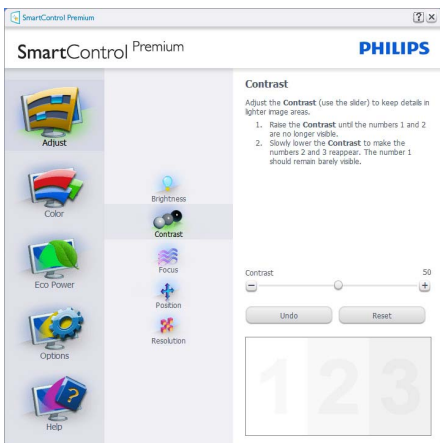 SmartControl Premium
SmartControl Premium
PHILIPS
Adjust
Color
Eco Power
Options
Help
Brightness
Contrast
Focus
Position
Resolution
Contrast
Adjust the Contrast (use the slider) to keep details in
lighter image areas.
1. Raise the Contrast until the numbers 1 and 2
are no longer visible.
2. Slowly lower the Contrast to make the
numbers 2 and 3 reappear. The number 1
should remain barely visible.
Contrast 50
Undo Reset
1 2 3